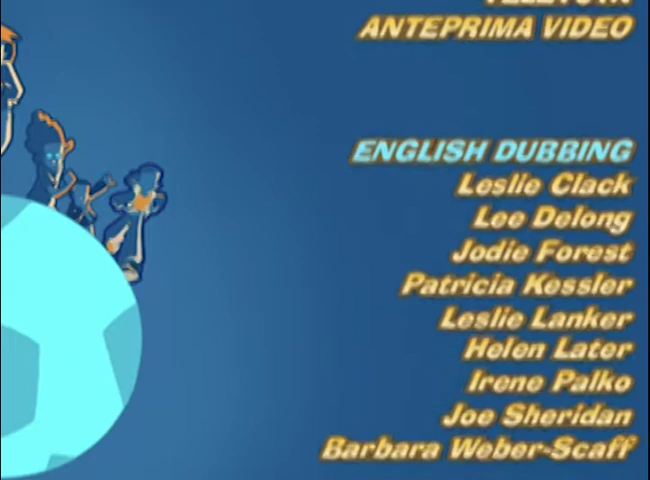 ANTEPRIMA VIDEO
ENGLISH DUBBING
Leslie Clack
Lee Delong
Jodie Forest
Patricia Kessler
Leslie Lanker
Helen Later
Irene Palko
Joe Sheridan
Barbara Weber-Scaff